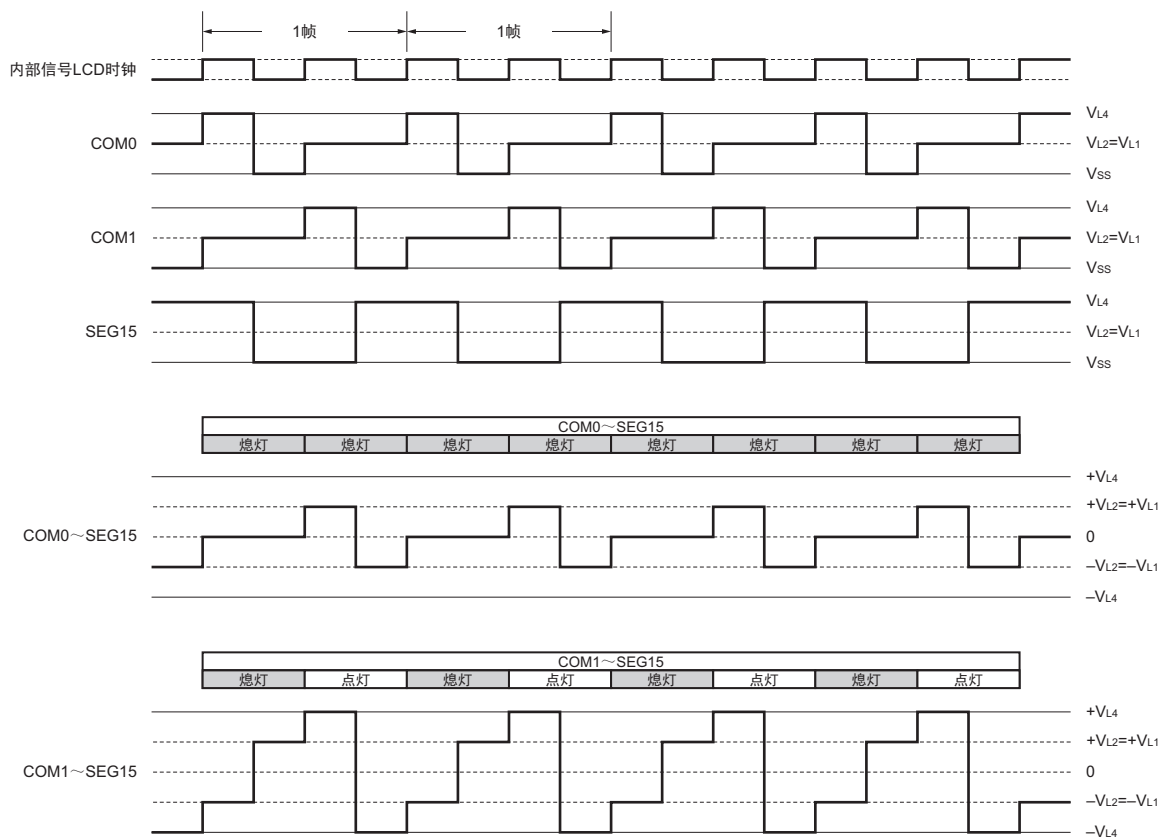 1帧 1帧
内部信号LCD时钟
VL4
COM0 VL2=VL1
VSS
VL4
COM1 VL2=VL1
VSS
VL4
SEG15 VL2=VL1
VSS
COM0～SEG15
熄灯 熄灯 熄灯 熄灯 熄灯 熄灯 熄灯 熄灯
+VL4
+VL2=+VL1
COM0～SEG15 0
–VL2=–VL1
–VL4
COM1～SEG15
熄灯 点灯 熄灯 点灯 熄灯 点灯 熄灯 点灯
+VL4
+VL2=+VL1
COM1～SEG15 0
–VL2=–VL1
–VL4